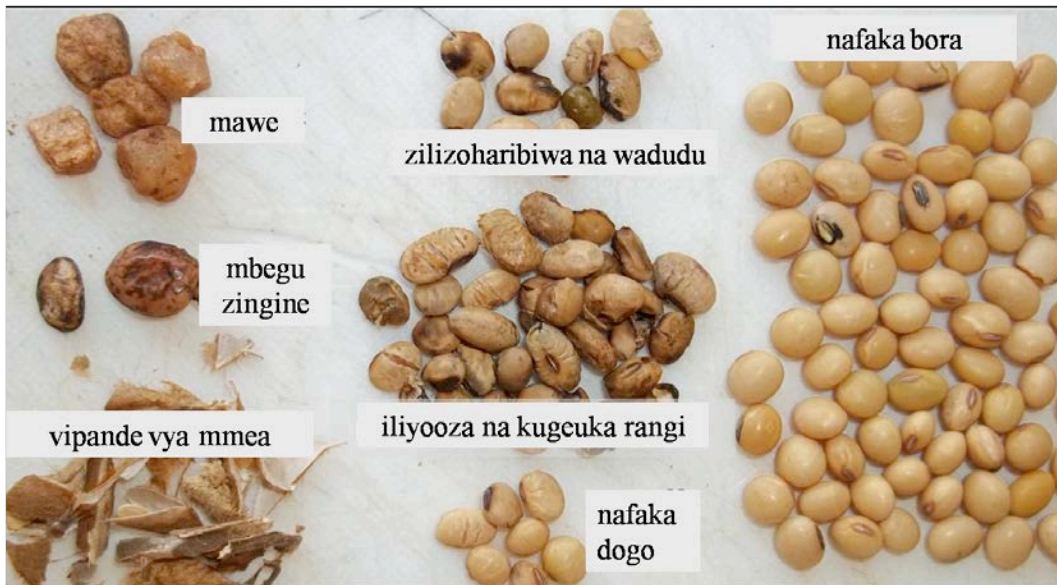 mawe
mbegu
zingine
vipande vya mmea
zilizoharibiwa na wadudu
iliyooza na kugeuka rangi
nafaka
dogo
nafaka bora